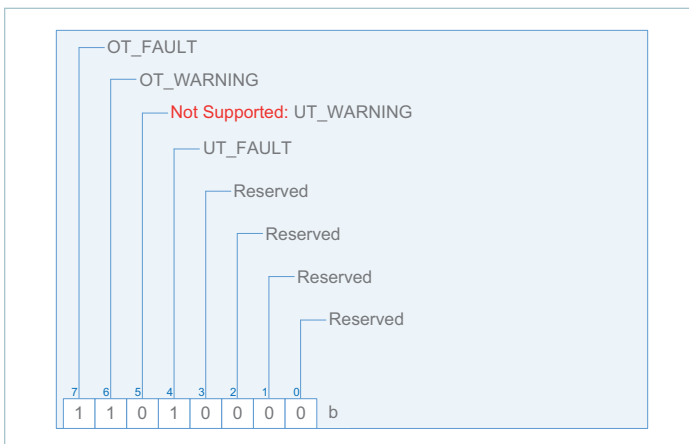 OT_FAULT
OT_WARNING
Not Supported: UT_WARNING
UT_FAULT
Reserved
Reserved
Reserved
Reserved
7 6 5 4 3 2 1 0
1 1 0 1 0 0 0 0 b